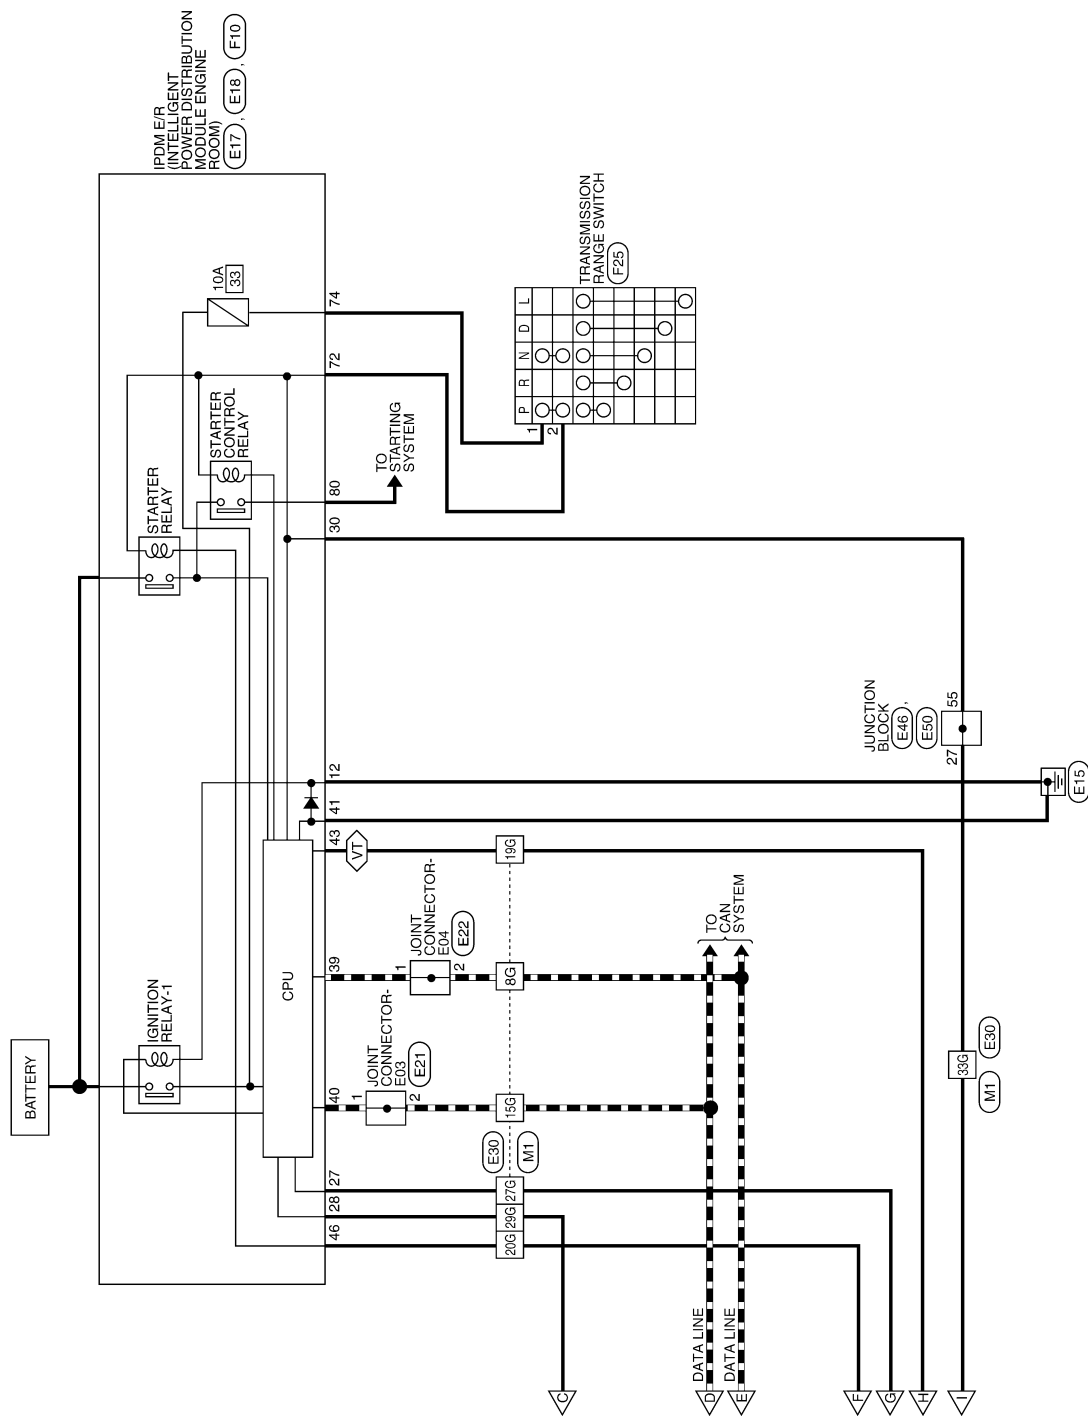 BATTERY
IPDM E/R
(INTELLIGENT
POWER DISTRIBUTION
MODULE ENGINE
ROOM)
E17 , E18 , F10
IGNITION
RELAY-1
STARTER
RELAY
STARTER
CONTROL
RELAY
10A
33
CPU
46
28
27
40
39
43
41
12
30
80
72
74
VT
TO
STARTING
SYSTEM
1
JOINT
CONNECTOR-
E03
E21
2
1
JOINT
CONNECTOR-
E04
E22
2
E30
M1
20G
29G
27G
15G
8G
19G
1
2
P
R
N
D
L
TRANSMISSION
RANGE SWITCH
F25
TO
CAN
SYSTEM
DATA LINE
DATA LINE
JUNCTION
BLOCK
E46 ,
E50
27
55
E15
M1
33G
E30
C
D
E
F
G
H
I